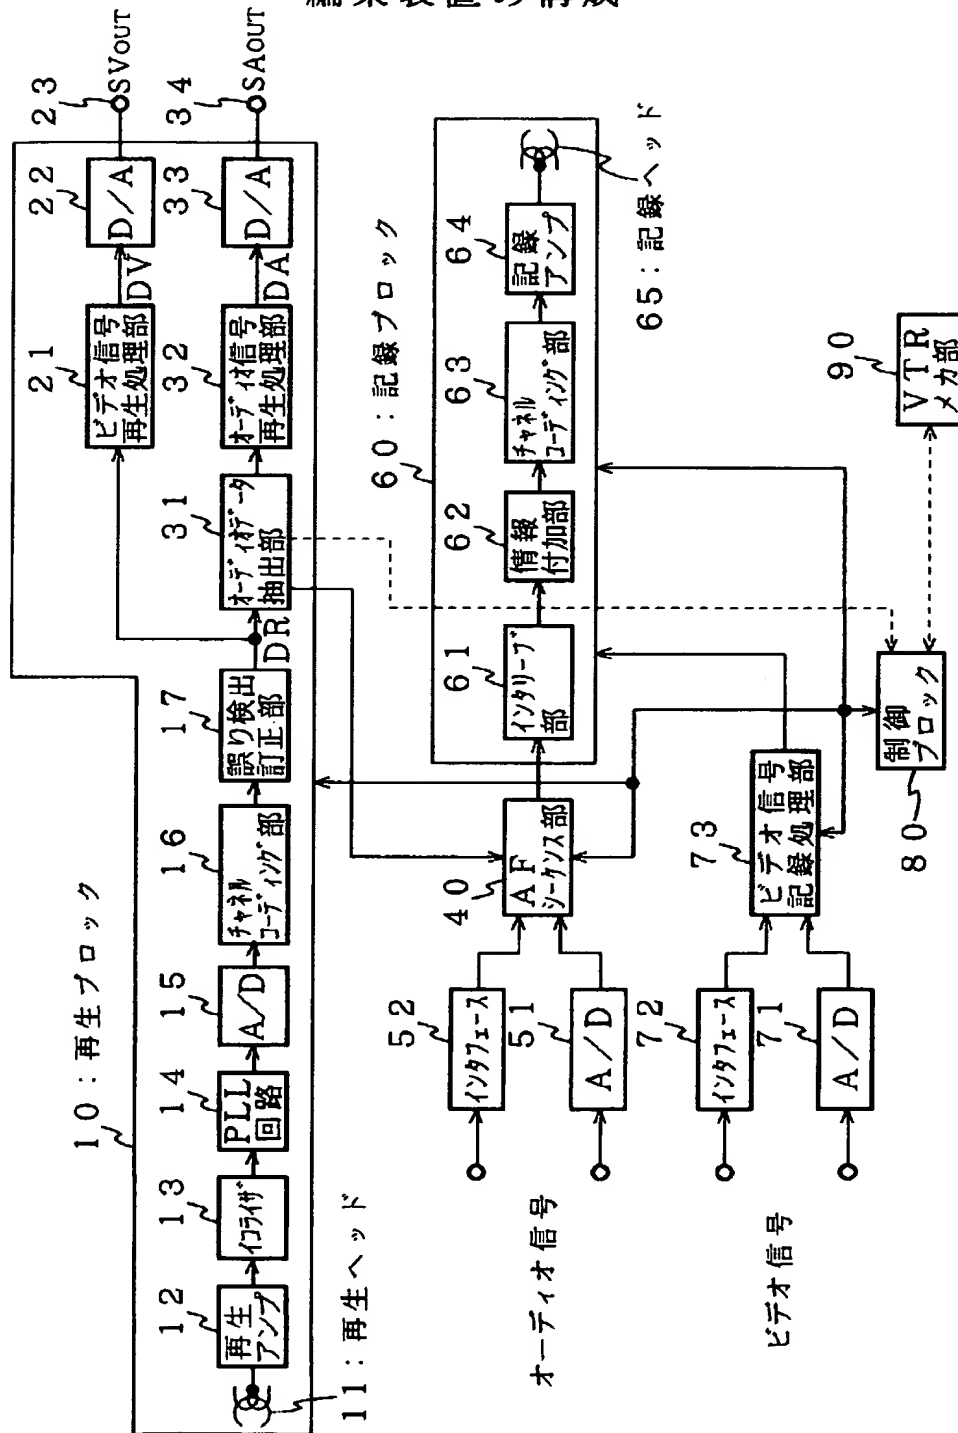 編集装置の構成
10：再生ブロック
11：再生ヘッド
12
再生
アンプ
13
イコライザ
14
PLL
回路
15
A/D
16
チャネル
コーディング部
17
誤り検出
訂正部
DR
21
ビデオ信号
再生処理部
DV
22
D/A
23
SVOUT
31
オーディオデータ
抽出部
32
オーディオ信号
再生処理部
DA
33
D/A
34
SAOUT
60：記録ブロック
61
インタリーブ
部
62
情報
付加部
63
チャネル
コーディング部
64
記録
アンプ
65：記録ヘッド
オーディオ信号
52
インタフェース
51
A/D
40
AF
シーケンス部
ビデオ信号
72
インタフェース
71
A/D
73
ビデオ信号
記録処理部
80
制御
ブロック
90
VTR
メカ部